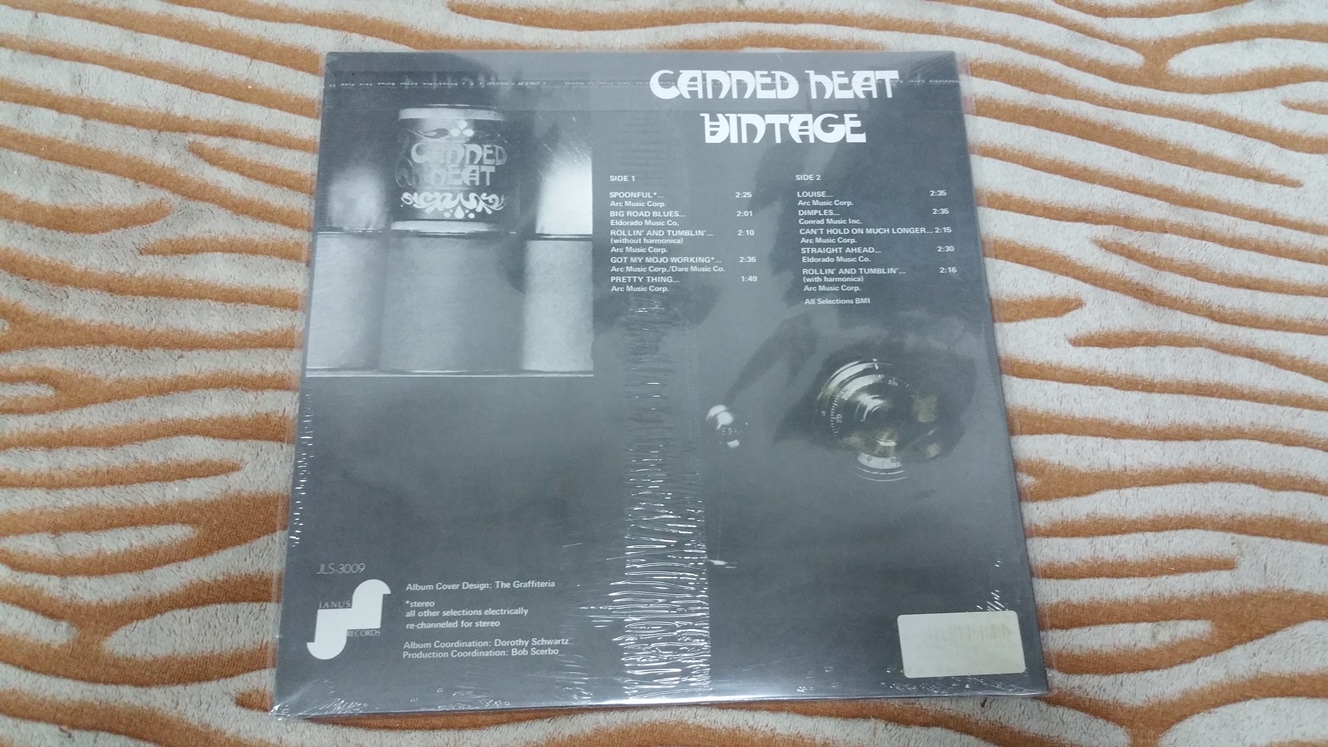 CANNED HEAT
VINTAGE
CANNED
HEAT
SIDE 1
SPOONFUL*... 2:25
Arc Music Corp.
BIG ROAD BLUES... 2:01
Eldorado Music Co.
ROLLIN' AND TUMBLIN'... 2:10
(without harmonica)
Arc Music Corp.
GOT MY MOJO WORKING*... 2:36
Arc Music Corp./Dare Music Co.
PRETTY THING... 1:49
Arc Music Corp.
SIDE 2
LOUISE... 2:35
Arc Music Corp.
DIMPLES... 2:35
Conrad Music Inc.
CAN'T HOLD ON MUCH LONGER... 2:15
Arc Music Corp.
STRAIGHT AHEAD... 2:30
Eldorado Music Co.
ROLLIN' AND TUMBLIN'... 2:16
(with harmonica)
Arc Music Corp.
All Selections BMI
JLS-3009
JANUS
RECORDS
Album Cover Design: The Graffiteria
*stereo
all other selections electrically
re-channeled for stereo
Album Coordination: Dorothy Schwartz
Production Coordination: Bob Scerbo